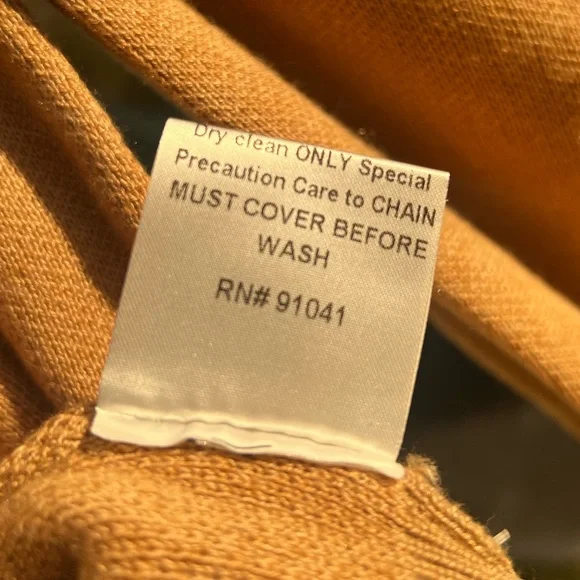 Dry clean ONLY Special
Precaution Care to CHAIN
MUST COVER BEFORE
WASH
RN# 91041